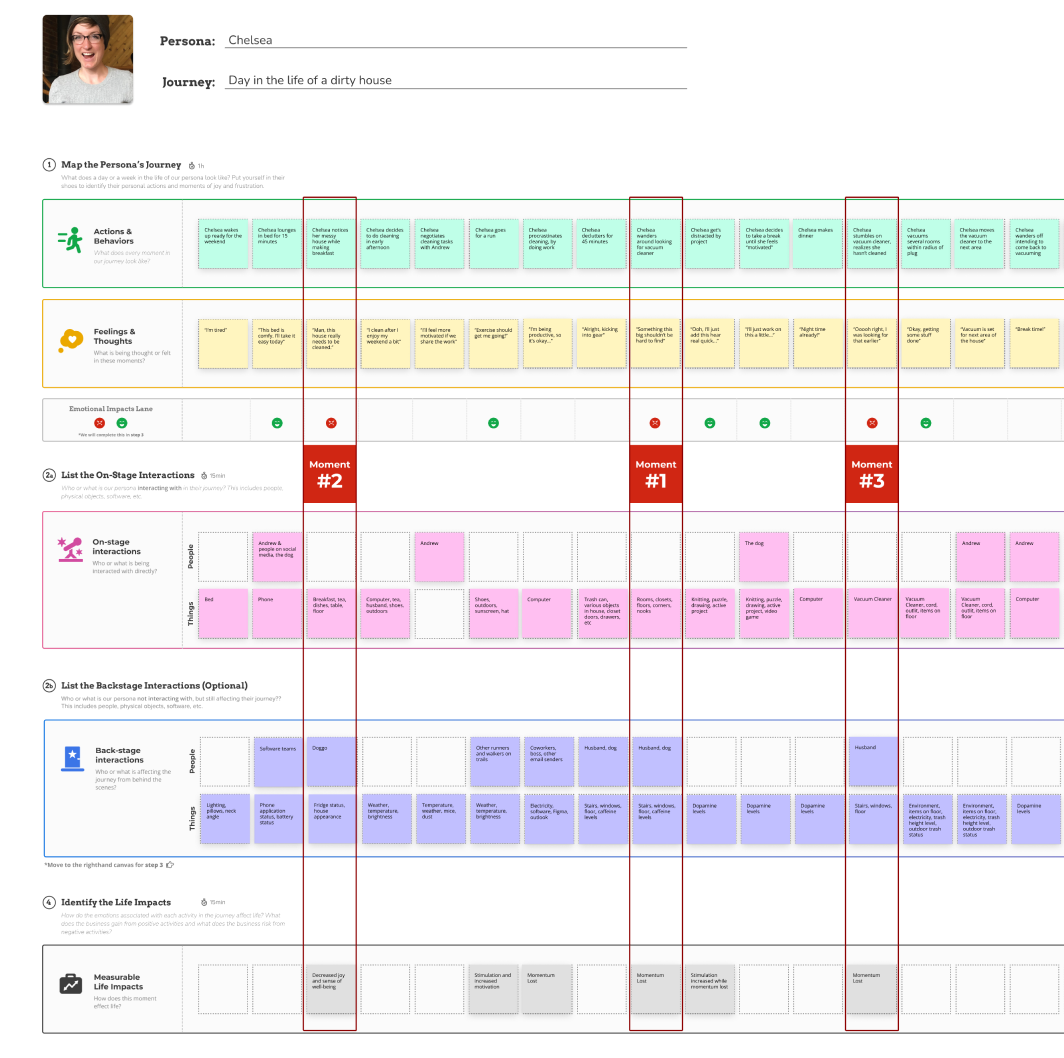 Persona: Chelsea
Journey: Day in the life of a dirty house
1 Map the Persona's Journey 1h
What does a day or a week in the life of our persona look like? Put yourself in their
shoes to identify their personal actions and moments of joy and frustration.
Actions &
Behaviors
What does every moment in
our journey look like?
Chelsea wakes
up ready for the
weekend
Chelsea lounges
in bed for 15
minutes
Chelsea notices
her messy
house while
making
breakfast
Chelsea decides
to do cleaning
in early
afternoon
Chelsea
negotiates
cleaning tasks
with Andrew
Chelsea goes
for a run
Chelsea
procrastinates
cleaning, by
doing work
Chelsea
declutters for
45 minutes
Chelsea
wanders
around looking
for vacuum
cleaner
Chelsea get's
distracted by
project
Chelsea decides
to take a break
until she feels
"motivated"
Chelsea makes
dinner
Chelsea
stumbles on
vacuum cleaner,
realizes she
hasn't cleaned
Chelsea
vacuums
several rooms
within radius of
plug
Chelsea moves
the vacuum
cleaner to the
next area
Chelsea
wanders off
intending to
come back to
vacuuming
Feelings &
Thoughts
What is being thought or felt
in these moments?
"I'm tired"
"This bed is
comfy. I'll take it
easy today"
"Man, this
house really
needs to be
cleaned."
"I clean after I
enjoy my
weekend a bit"
"I'll feel more
motivated if we
share the work"
"Exercise should
get me going!"
"I'm being
productive, so
it's okay..."
"Alright, kicking
into gear"
"Something this
big shouldn't be
hard to find"
"Ooh, I'll just
add this hear
real quick..."
"I'll just work on
this a little..."
"Night time
already!"
"Ooooh right, I
was looking for
that earlier"
"Okay, getting
some stuff
done"
"Vacuum is set
for next area of
the house"
"Break time!"
Emotional Impacts Lane
*We will complete this in step 3
Moment
#2
Moment
#1
Moment
#3
2a List the On-Stage Interactions 15min
Who or what is our persona interacting with in their journey? This includes people,
physical objects, software, etc.
On-stage
interactions
Who or what is being
interacted with directly?
People
Andrew &
people on social
media, the dog
Andrew
The dog
Andrew
Andrew
Things
Bed
Phone
Breakfast, tea,
dishes, table,
floor
Computer, tea,
husband, shoes,
outdoors
Shoes,
outdoors,
sunscreen, hat
Computer
Trash can,
various objects
in house, closet
doors, drawers,
etc
Rooms, closets,
floors, corners,
nooks
Knitting, puzzle,
drawing, active
project
Knitting, puzzle,
drawing, active
project, video
game
Computer
Vacuum Cleaner
Vacuum
Cleaner, cord,
outlit, items on
floor
Vacuum
Cleaner, cord,
outlit, items on
floor
Computer
2b List the Backstage Interactions (Optional)
Who or what is our persona not interacting with, but still affecting their journey??
This includes people, physical objects, software, etc.
Back-stage
interactions
Who or what is affecting the
journey from behind the
scenes?
People
Software teams
Doggo
Other runners
and walkers on
trails
Coworkers,
boss, other
email senders
Husband, dog
Husband, dog
Husband
Things
Lighting,
pillows, neck
angle
Phone
application
status, battery
status
Fridge status,
house
appearance
Weather,
temperature,
brightness
Temperature,
weather, mice,
dust
Weather,
temperature,
brightness
Electricity,
software, Figma,
outlook
Stairs, windows,
floor, caffeine
levels
Stairs, windows,
floor, caffeine
levels
Dopamine
levels
Dopamine
levels
Dopamine
levels
Stairs, windows,
floor
Environment,
items on floor,
electricity, trash
height level,
outdoor trash
status
Environment,
items on floor,
electricity, trash
height level,
outdoor trash
status
Dopamine
levels
*Move to the righthand canvas for step 3
4 Identify the Life Impacts 15min
How do the emotions associated with each activity in the journey affect life? What
does the business gain from positive activities and what does the business risk from
negative activities?
Measurable
Life Impacts
How does this moment
effect life?
Decreased joy
and sense of
well-being
Stimulation and
increased
motivation
Momentum
Lost
Momentum
Lost
Stimulation
increased while
momentum lost
Momentum
Lost